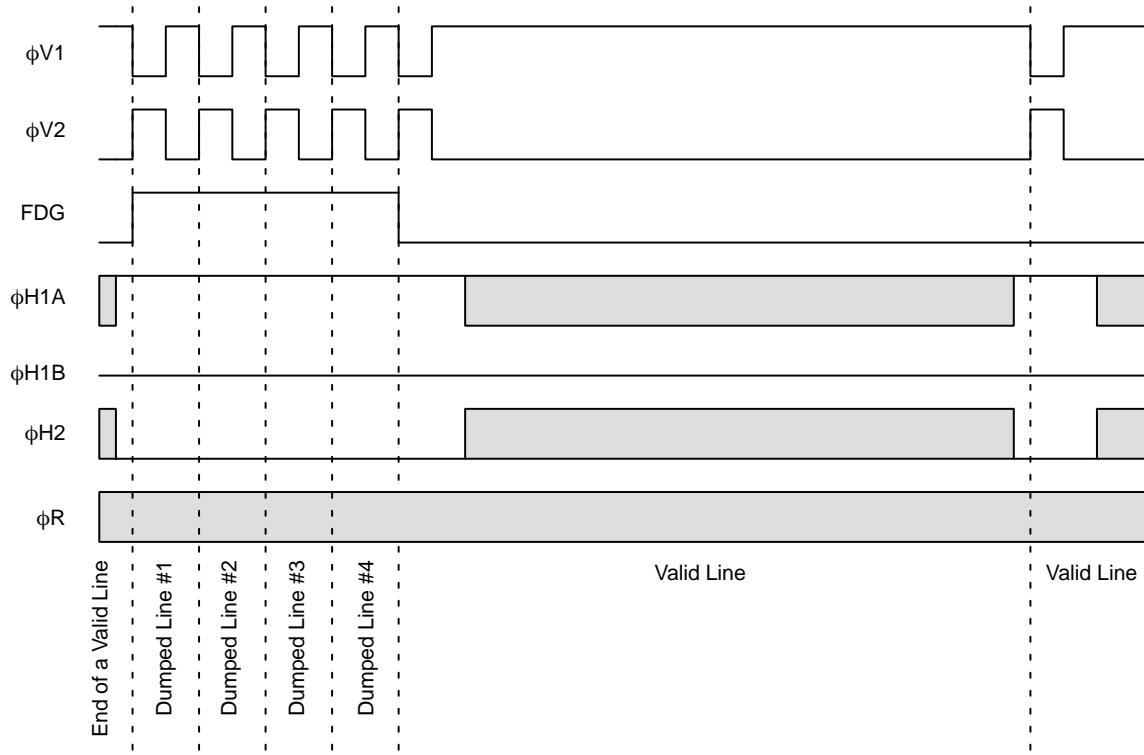 ϕV1
ϕV2
FDG
ϕH1A
ϕH1B
ϕH2
ϕR
End of a Valid Line
Dumped Line #1
Dumped Line #2
Dumped Line #3
Dumped Line #4
Valid Line
Valid Line